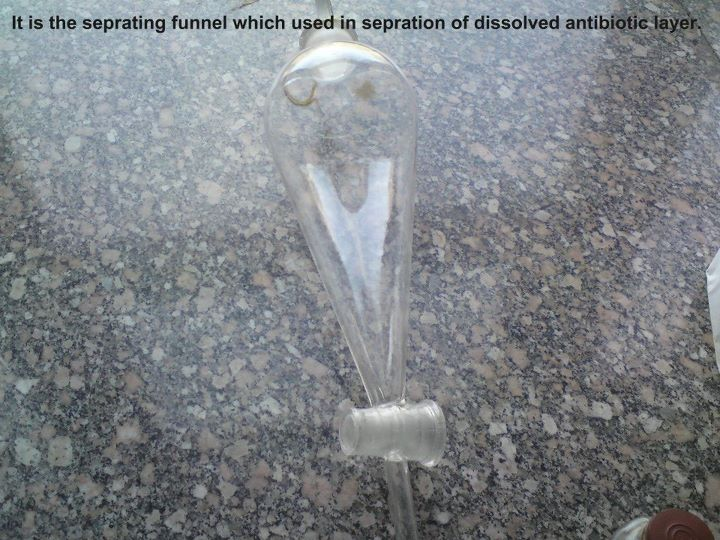 It is the seprating funnel which used in sepration of dissolved antibiotic layer.